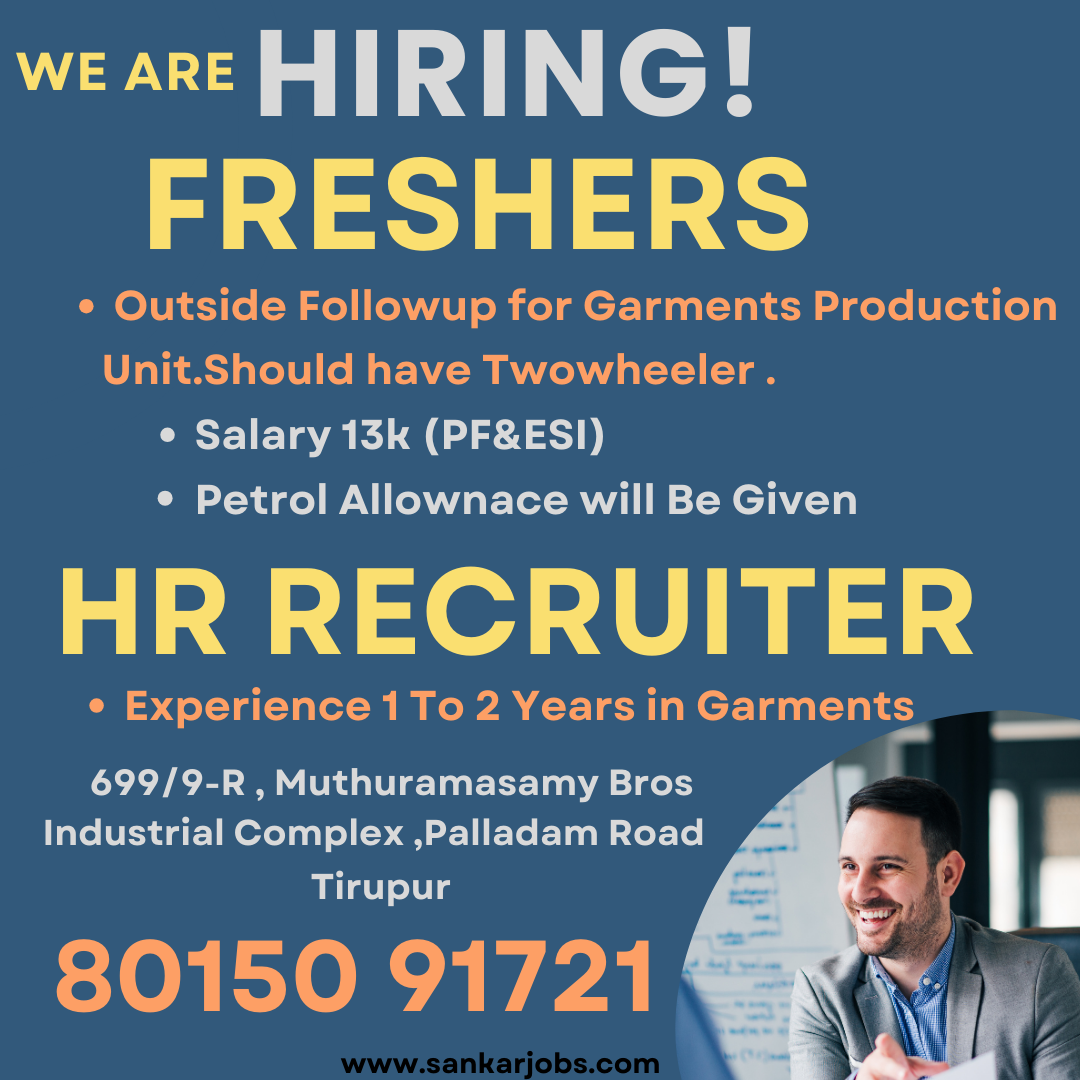 WE ARE HIRING!
FRESHERS
• Outside Followup for Garments Production
Unit.Should have Twowheeler .
• Salary 13k (PF&ESI)
• Petrol Allownace will Be Given
HR RECRUITER
• Experience 1 To 2 Years in Garments
699/9-R , Muthuramasamy Bros
Industrial Complex ,Palladam Road
Tirupur
80150 91721
www.sankarjobs.com